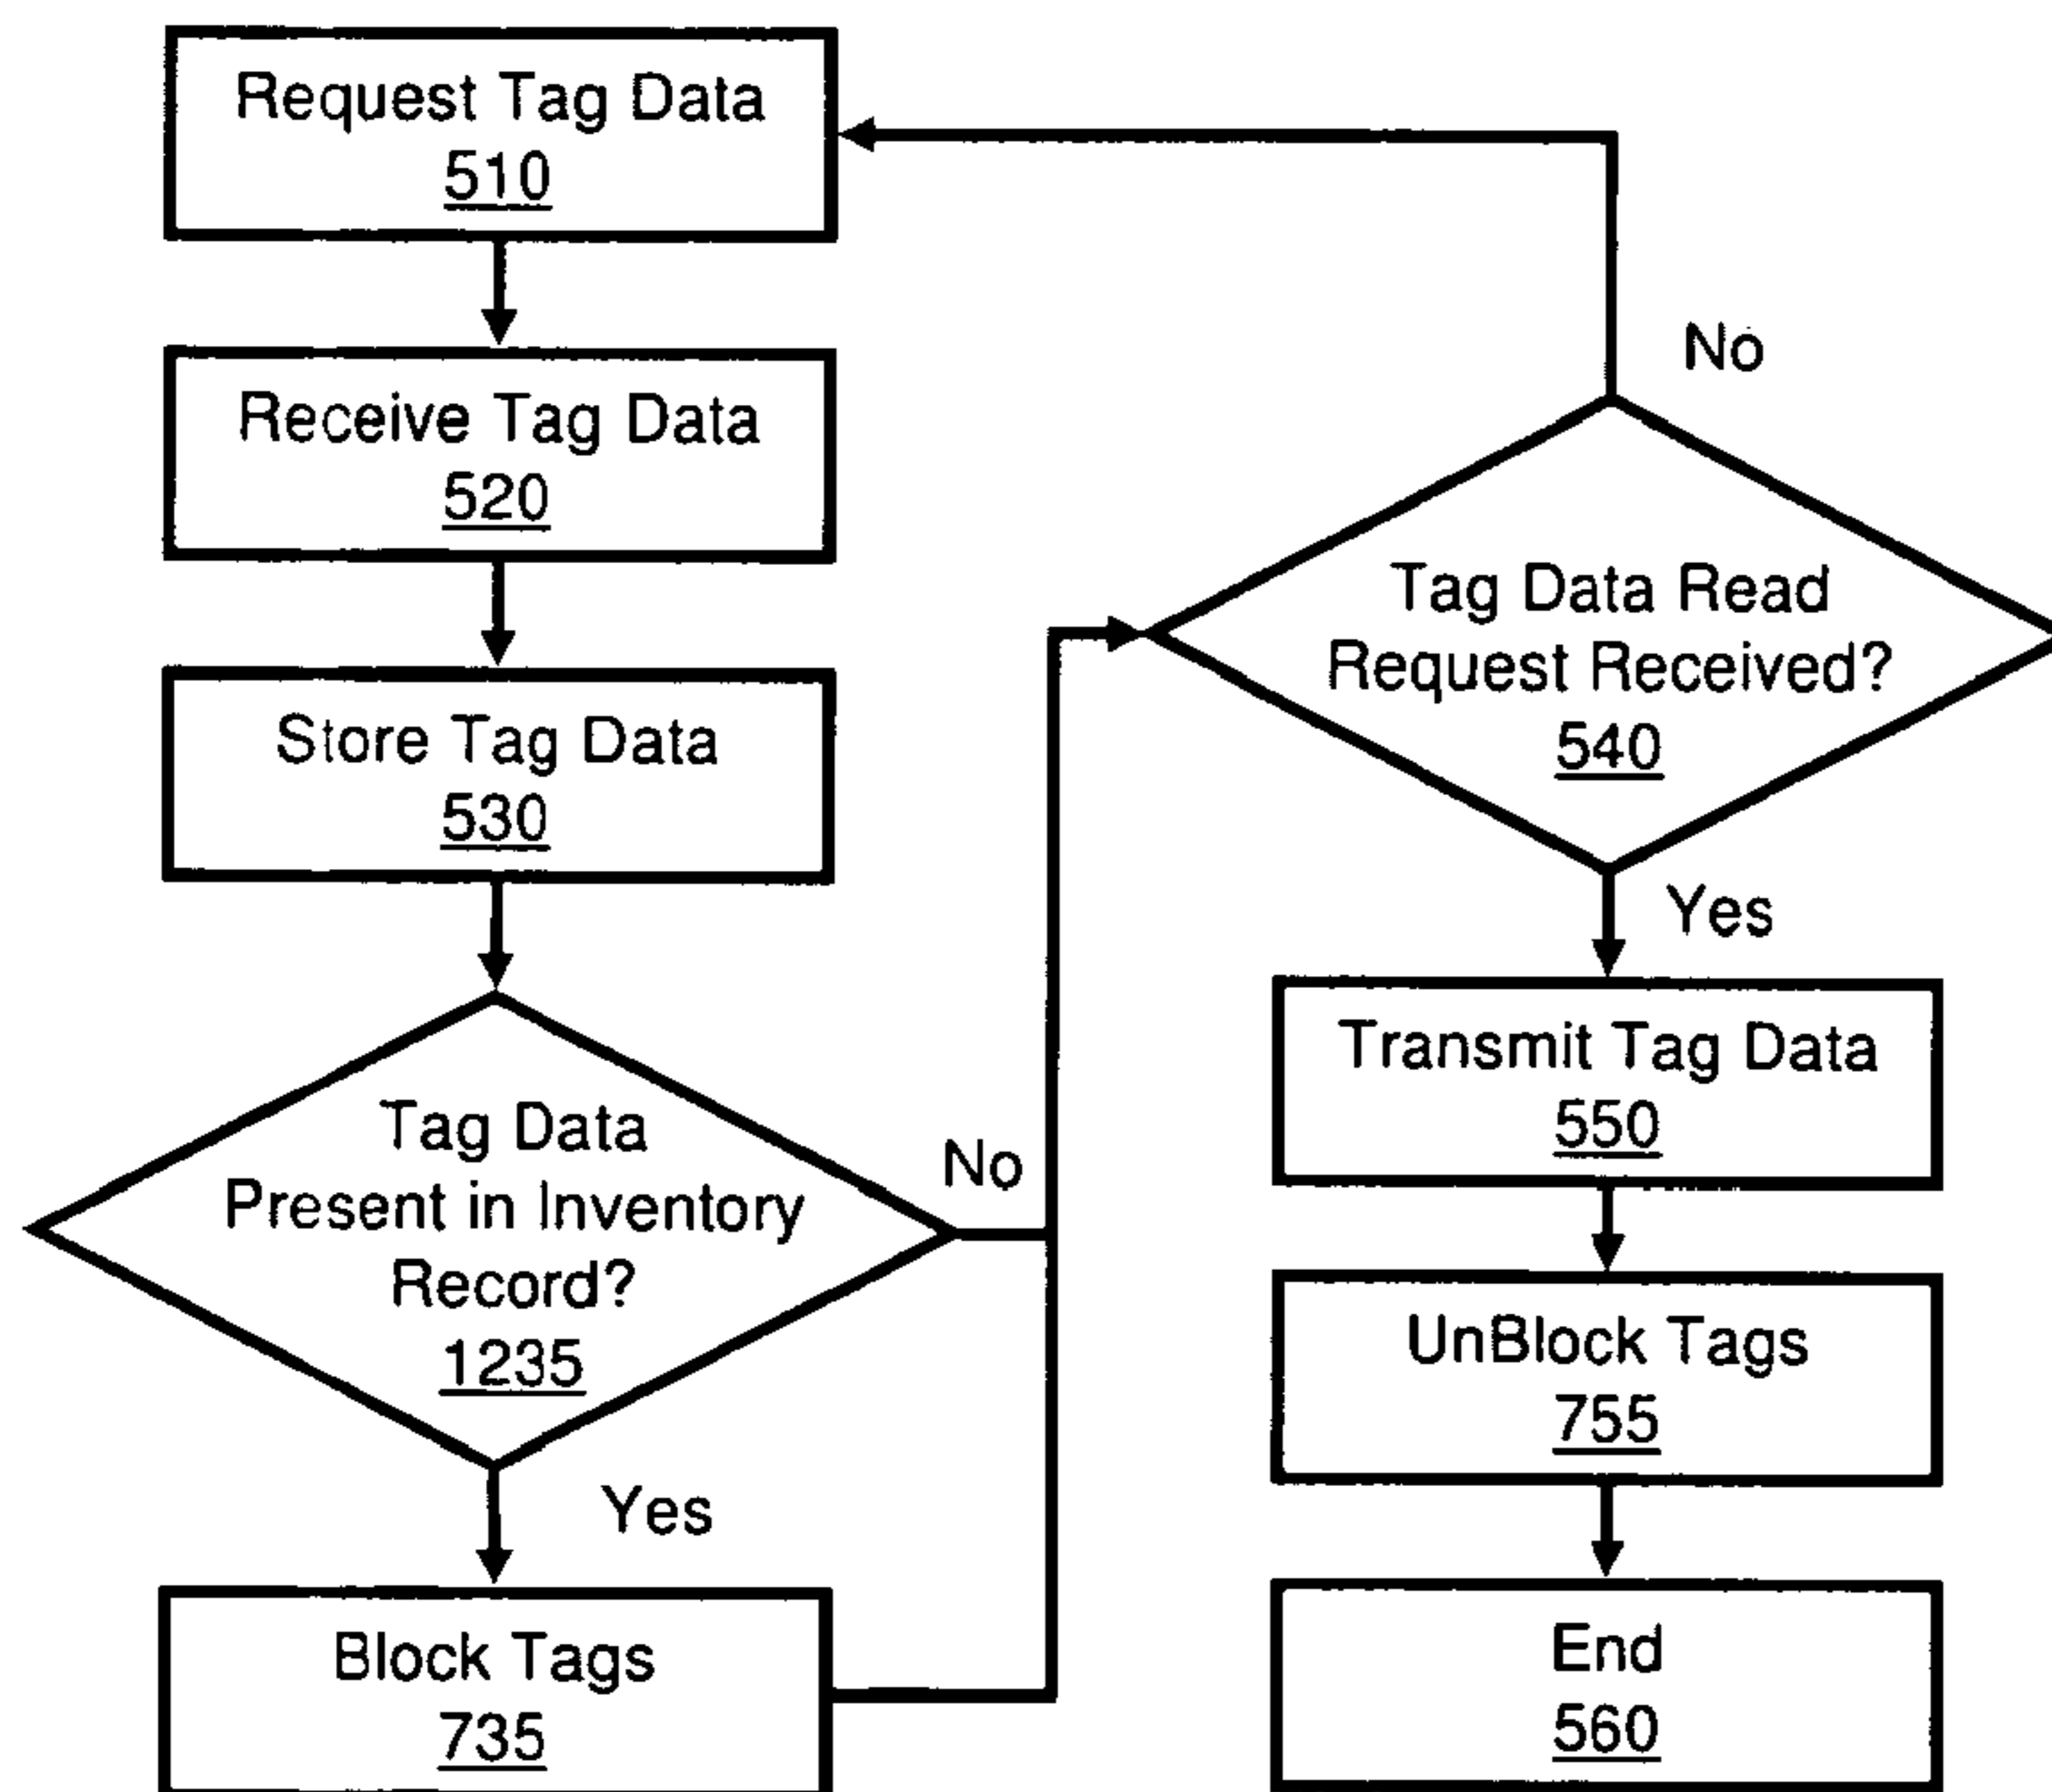 Request Tag Data
510
Receive Tag Data
520
Store Tag Data
530
Tag Data
Present in Inventory
Record?
1235
No
Yes
Block Tags
735
No
Tag Data Read
Request Received?
540
Yes
Transmit Tag Data
550
UnBlock Tags
755
End
560